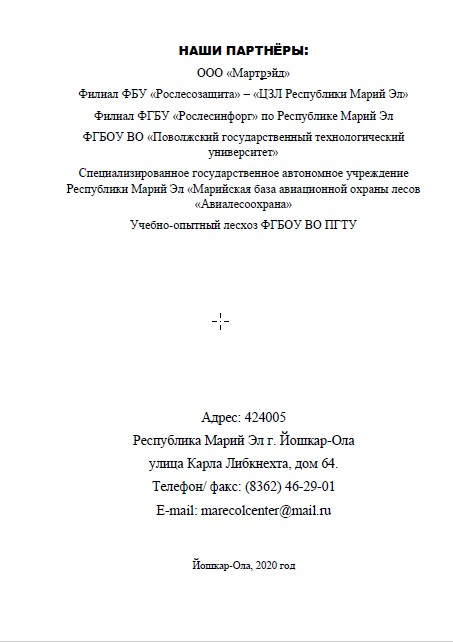 НАШИ ПАРТНЁРЫ:
ООО «Мартрэйд»
Филиал ФБУ «Рослесозащита» – «ЦЗЛ Республики Марий Эл»
Филиал ФГБУ «Рослесинфорг» по Республике Марий Эл
ФГБОУ ВО «Поволжский государственный технологический
университет»
Специализированное государственное автономное учреждение
Республики Марий Эл «Марийская база авиационной охраны лесов
«Авиалесоохрана»
Учебно-опытный лесхоз ФГБОУ ВО ПГТУ
Адрес: 424005
Республика Марий Эл г. Йошкар-Ола
улица Карла Либкнехта, дом 64.
Телефон/ факс: (8362) 46-29-01
E-mail: marecolcenter@mail.ru
Йошкар-Ола, 2020 год